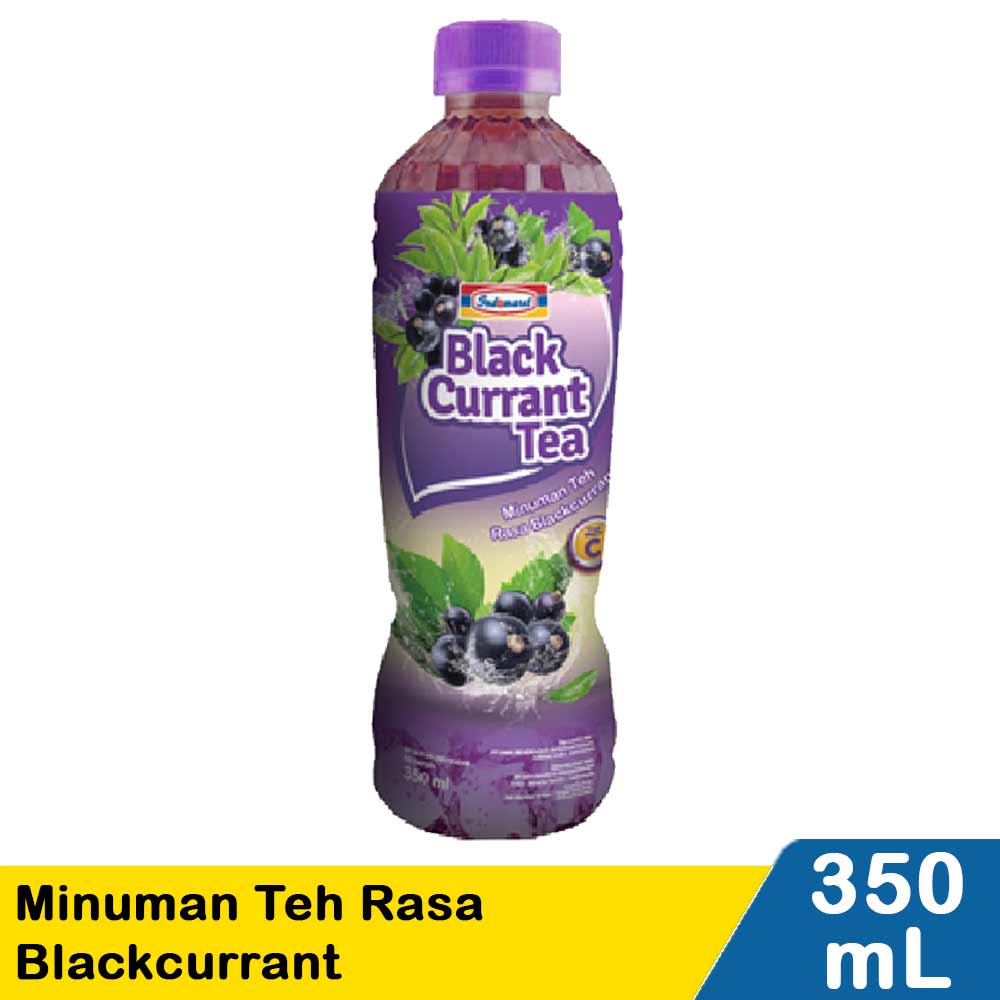 Indomaret
Black
Currant
Tea
Minuman Teh
Rasa Blackcurrant
C
350 ml
Minuman Teh Rasa
Blackcurrant
350
mL